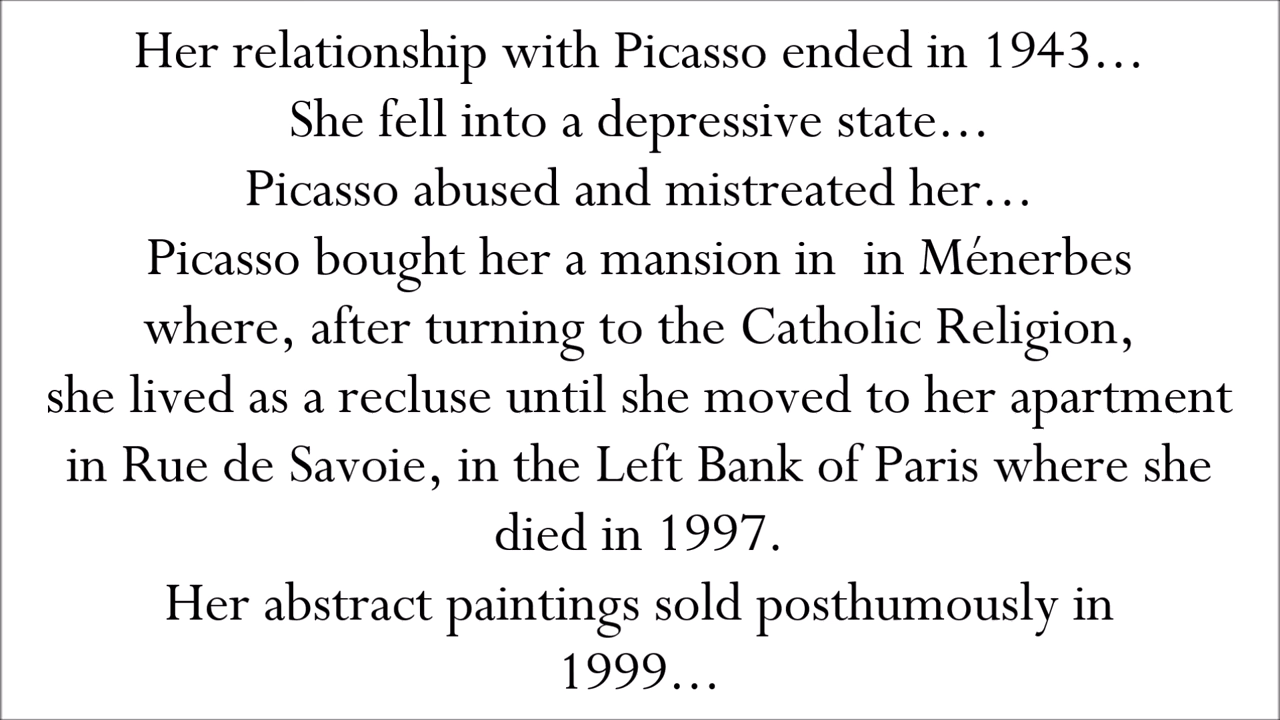 Her relationship with Picasso ended in 1943…
She fell into a depressive state…
Picasso abused and mistreated her…
Picasso bought her a mansion in  in Ménerbes
where, after turning to the Catholic Religion,
she lived as a recluse until she moved to her apartment
in Rue de Savoie, in the Left Bank of Paris where she
died in 1997.
Her abstract paintings sold posthumously in
1999…